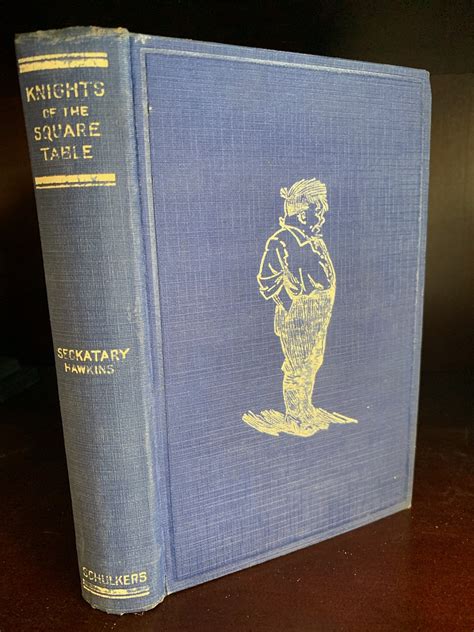 KNIGHTS
OF THE
SQUARE
TABLE
SECKATARY
HAWKINS
SCHULKERS